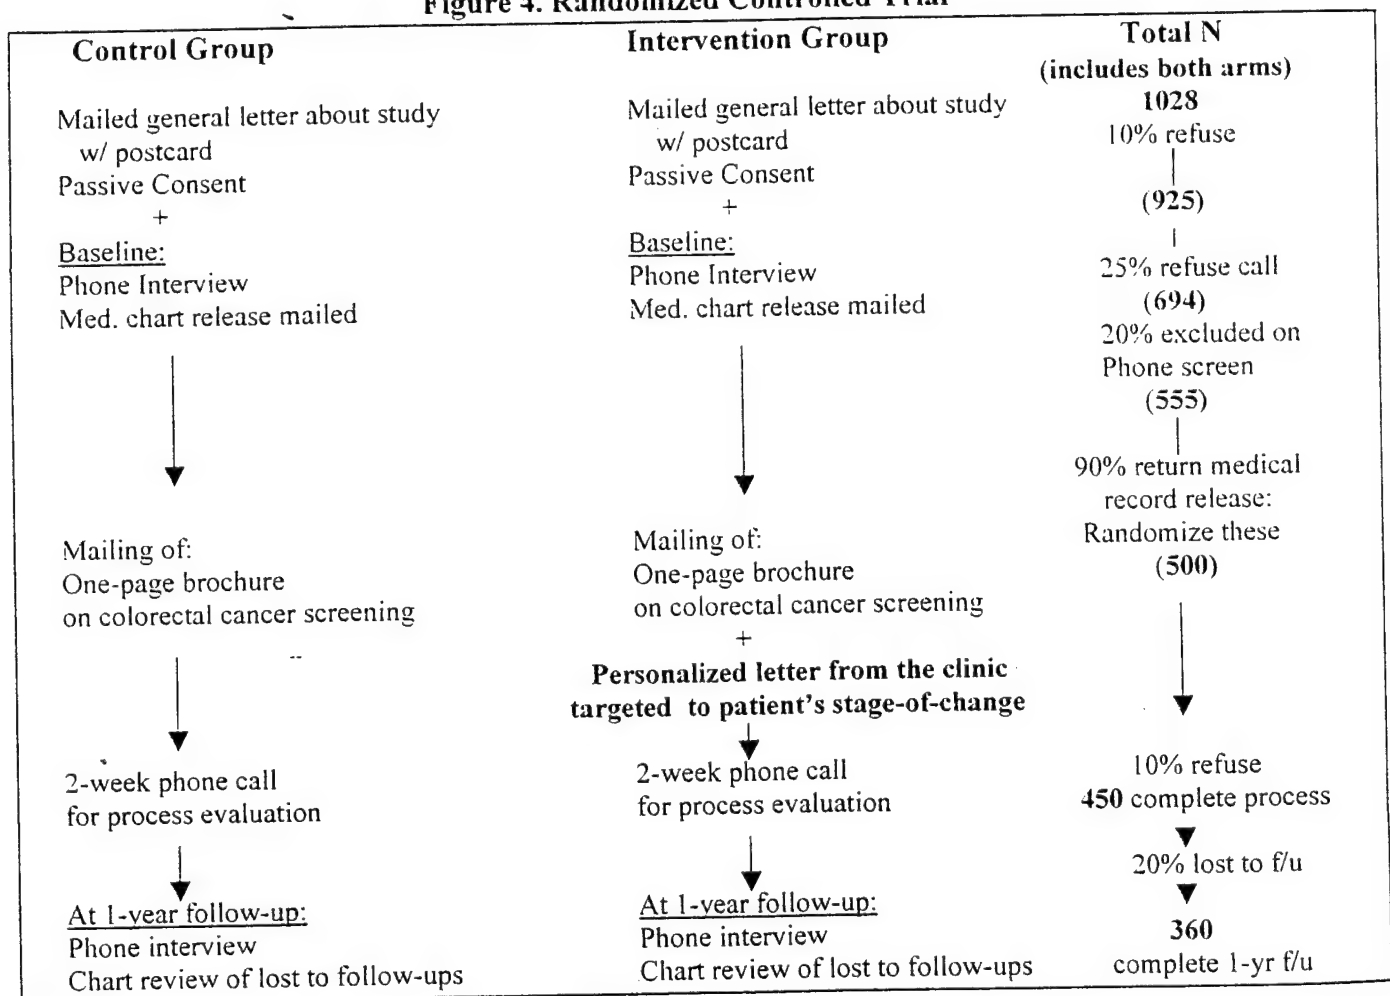 Figure 4. Randomized Controlled Trial
Control Group
Mailed general letter about study
w/ postcard
Passive Consent
+
Baseline:
Phone Interview
Med. chart release mailed
Mailing of:
One-page brochure
on colorectal cancer screening
2-week phone call
for process evaluation
At 1-year follow-up:
Phone interview
Chart review of lost to follow-ups
Intervention Group
Mailed general letter about study
w/ postcard
Passive Consent
+
Baseline:
Phone Interview
Med. chart release mailed
Mailing of:
One-page brochure
on colorectal cancer screening
+
Personalized letter from the clinic
targeted to patient's stage-of-change
2-week phone call
for process evaluation
At 1-year follow-up:
Phone interview
Chart review of lost to follow-ups
Total N
(includes both arms)
1028
10% refuse
(925)
25% refuse call
(694)
20% excluded on
Phone screen
(555)
90% return medical
record release:
Randomize these
(500)
10% refuse
450 complete process
20% lost to f/u
360
complete 1-yr f/u